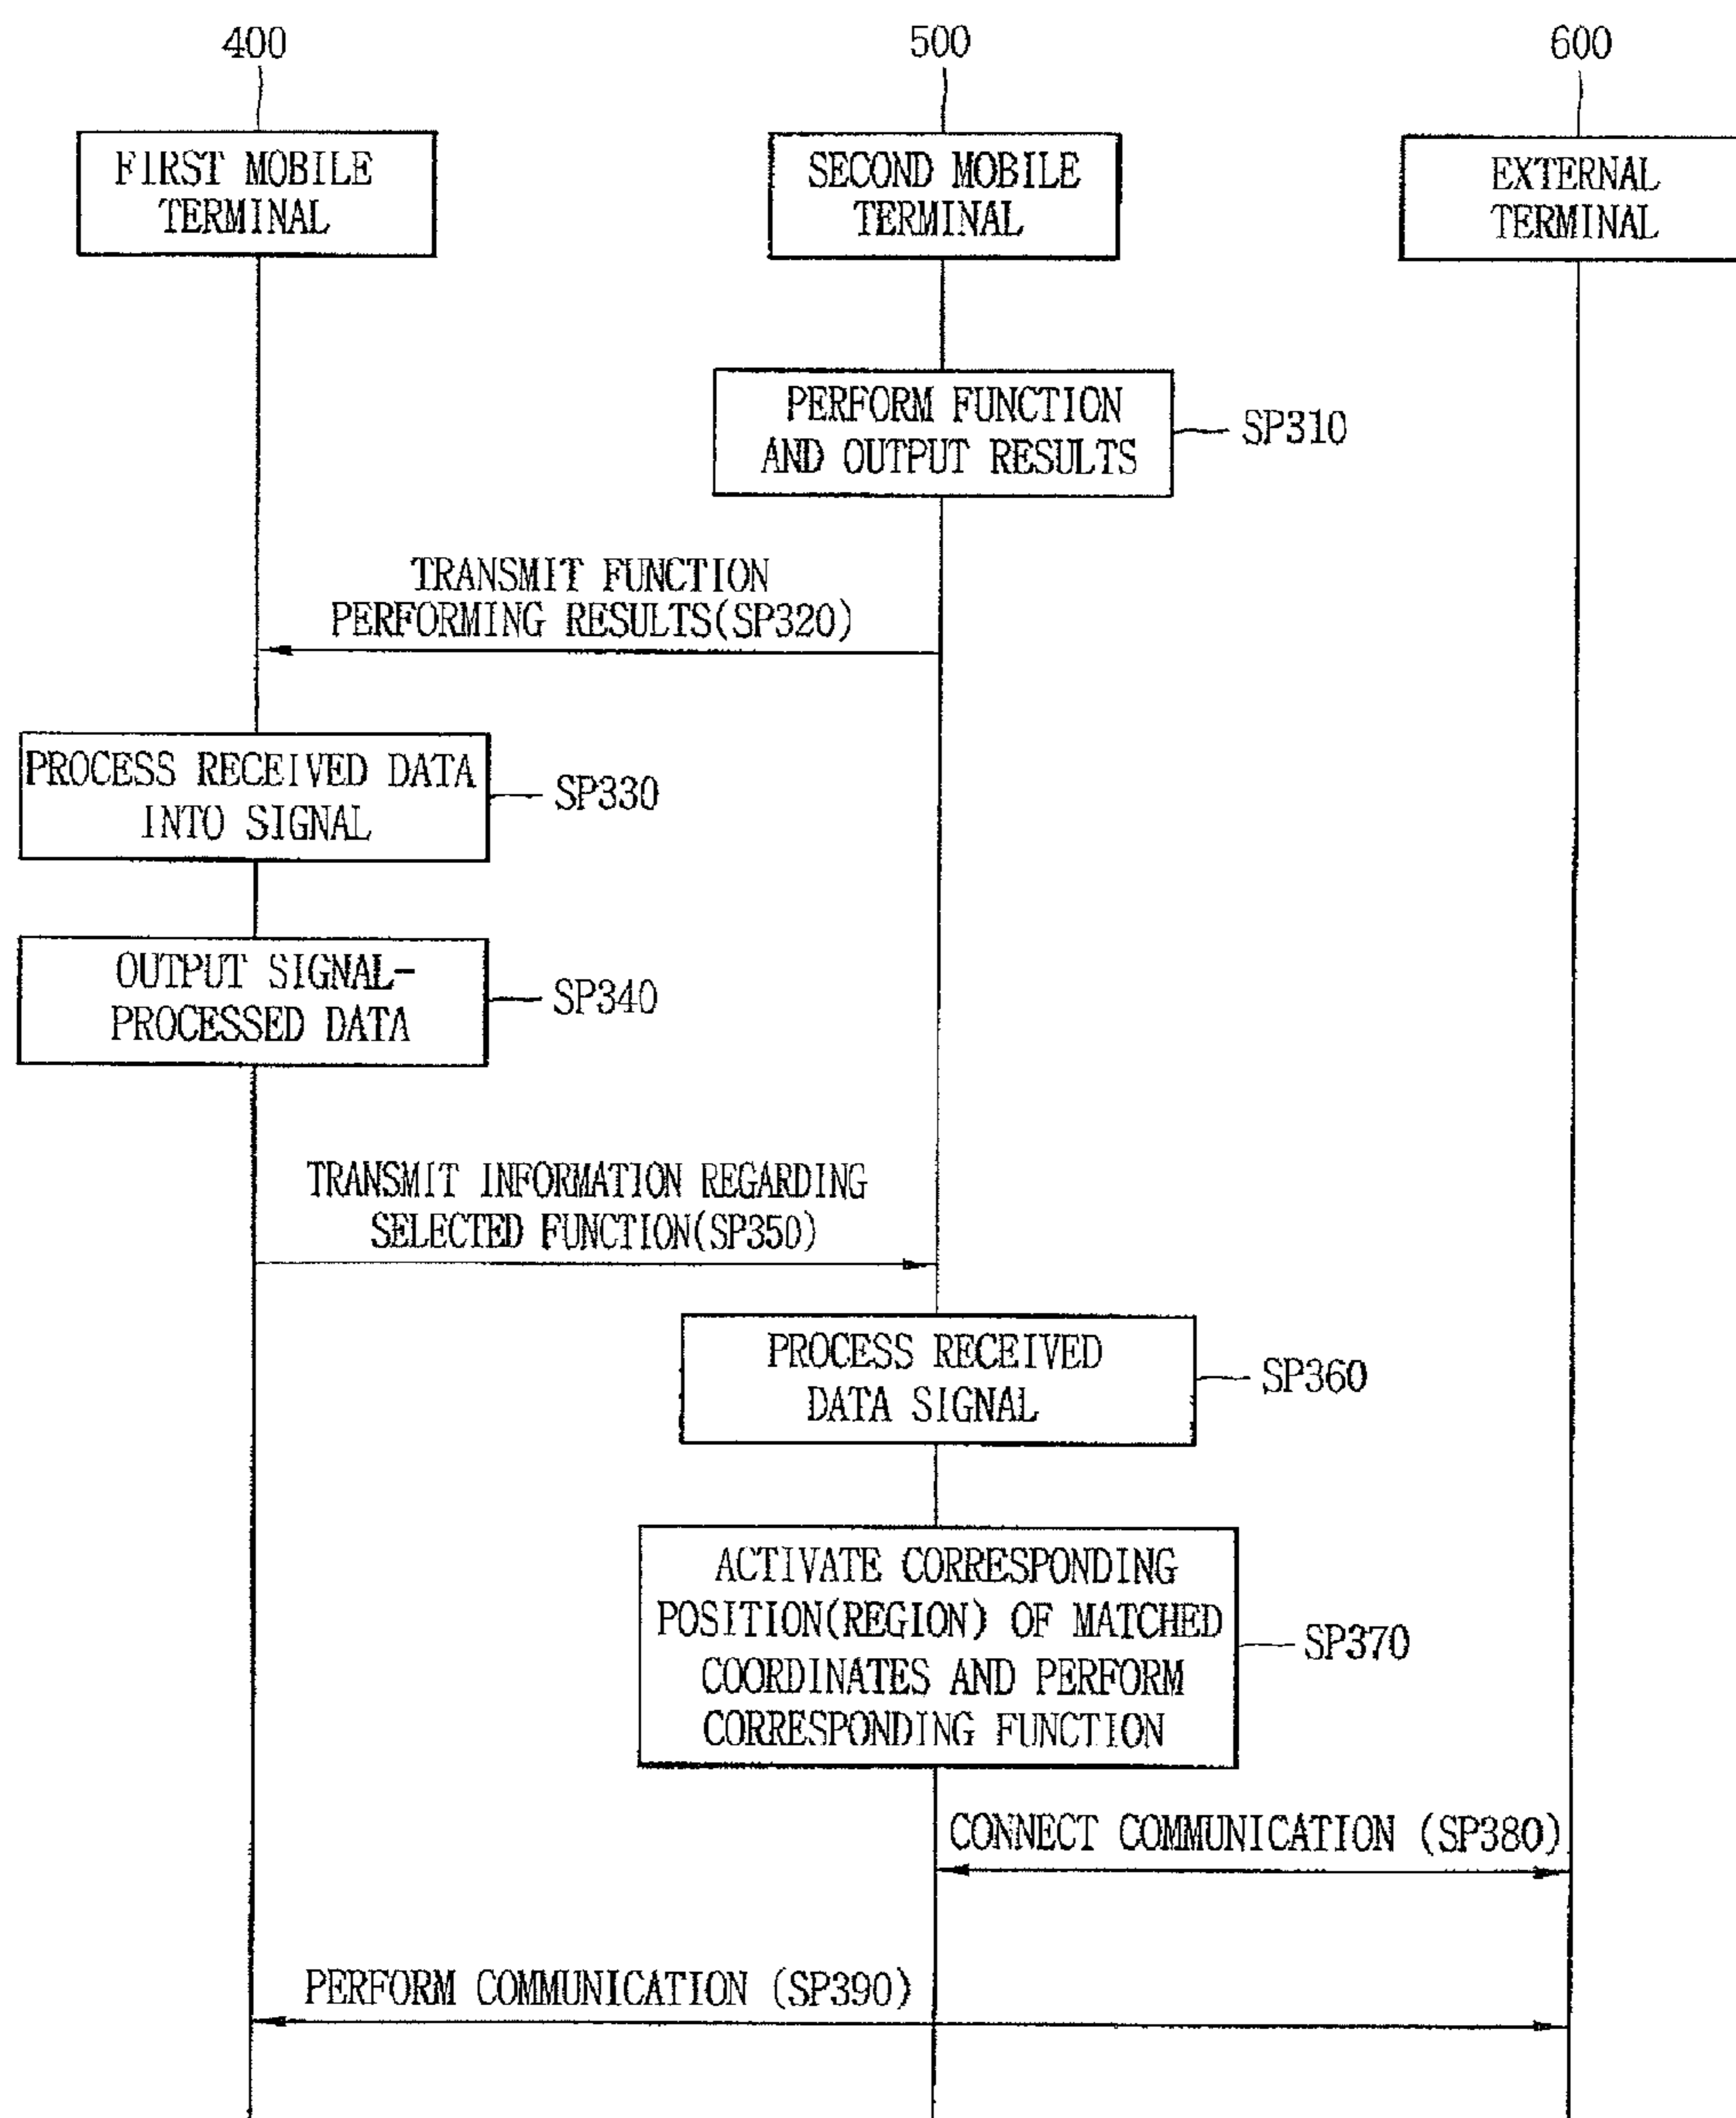 400
500
600
FIRST MOBILE
TERMINAL
SECOND MOBILE
TERMINAL
EXTERNAL
TERMINAL
PERFORM FUNCTION
AND OUTPUT RESULTS
SP310
TRANSMIT FUNCTION
PERFORMING RESULTS(SP320)
PROCESS RECEIVED DATA
INTO SIGNAL
SP330
OUTPUT SIGNAL-
PROCESSED DATA
SP340
TRANSMIT INFORMATION REGARDING
SELECTED FUNCTION(SP350)
PROCESS RECEIVED
DATA SIGNAL
SP360
ACTIVATE CORRESPONDING
POSITION(REGION) OF MATCHED
COORDINATES AND PERFORM
CORRESPONDING FUNCTION
SP370
CONNECT COMMUNICATION (SP380)
PERFORM COMMUNICATION (SP390)